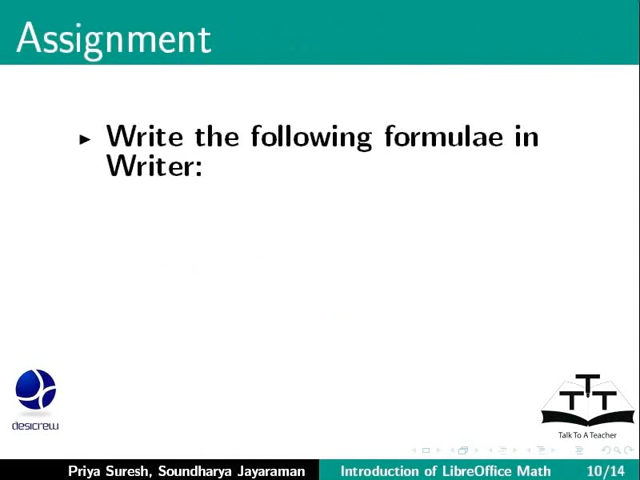 Assignment
Write the following formulae in
Writer:
desicrew
T T T
Talk To A Teacher
Priya Suresh, Soundharya Jayaraman Introduction of LibreOffice Math 10/14